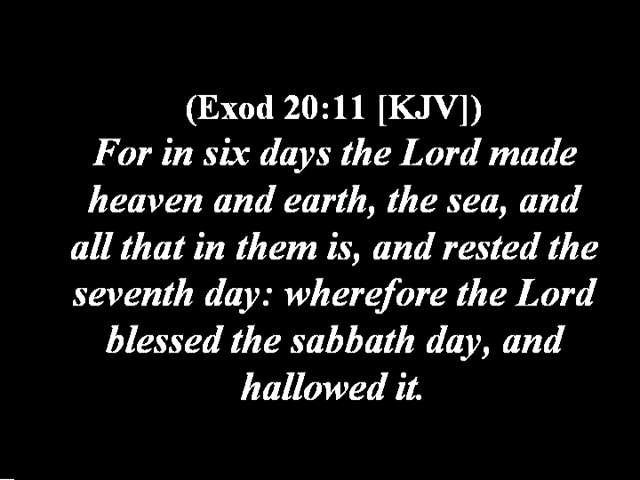 (Exod 20:11 [KJV])
For in six days the Lord made
heaven and earth, the sea, and
all that in them is, and rested the
seventh day: wherefore the Lord
blessed the sabbath day, and
hallowed it.